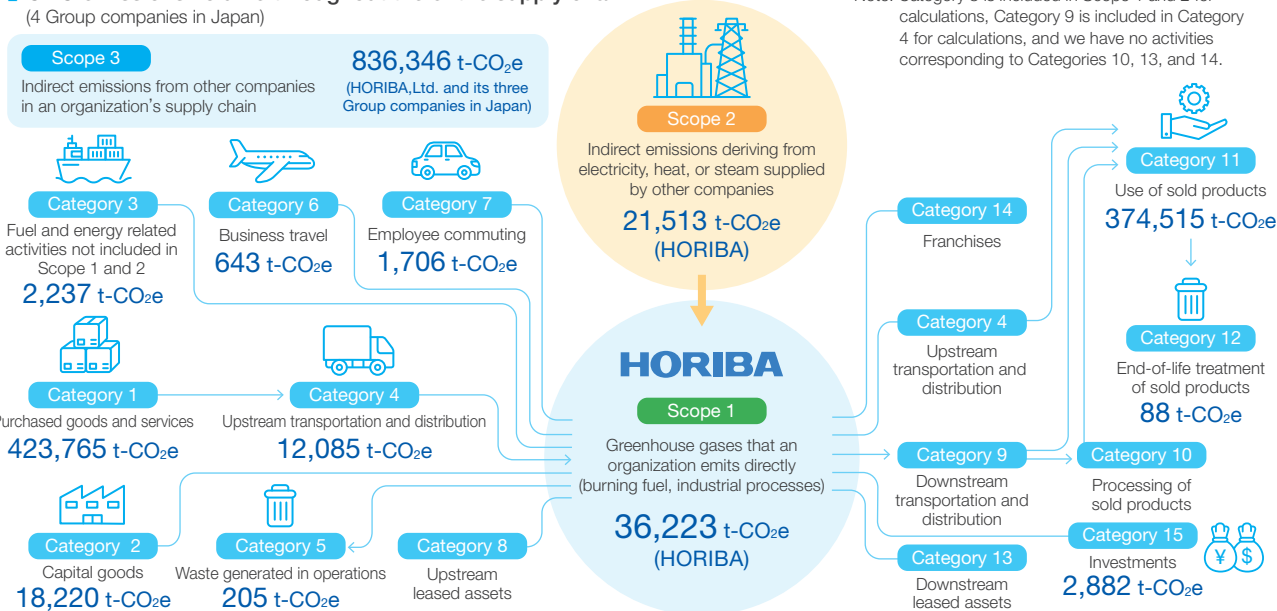 (4 Group companies in Japan)
calculations, Category 9 is included in Category
4 for calculations, and we have no activities
corresponding to Categories 10, 13, and 14.
Scope 3
Indirect emissions from other companies
in an organization's supply chain
836,346 t-CO₂e
(HORIBA,Ltd. and its three
Group companies in Japan)
Scope 2
Indirect emissions deriving from
electricity, heat, or steam supplied
by other companies
21,513 t-CO₂e
(HORIBA)
Category 3
Fuel and energy related
activities not included in
Scope 1 and 2
2,237 t-CO₂e
Category 6
Business travel
643 t-CO₂e
Category 7
Employee commuting
1,706 t-CO₂e
Category 1
Purchased goods and services
423,765 t-CO₂e
Category 4
Upstream transportation and distribution
12,085 t-CO₂e
Category 2
Capital goods
18,220 t-CO₂e
Category 5
Waste generated in operations
205 t-CO₂e
Category 8
Upstream
leased assets
HORIBA
Scope 1
Greenhouse gases that an
organization emits directly
(burning fuel, industrial processes)
36,223 t-CO₂e
(HORIBA)
Category 14
Franchises
Category 4
Upstream
transportation and
distribution
Category 9
Downstream
transportation and
distribution
Category 13
Downstream
leased assets
Category 11
Use of sold products
374,515 t-CO₂e
Category 12
End-of-life treatment
of sold products
88 t-CO₂e
Category 10
Processing of
sold products
Category 15
Investments
2,882 t-CO₂e
¥ $